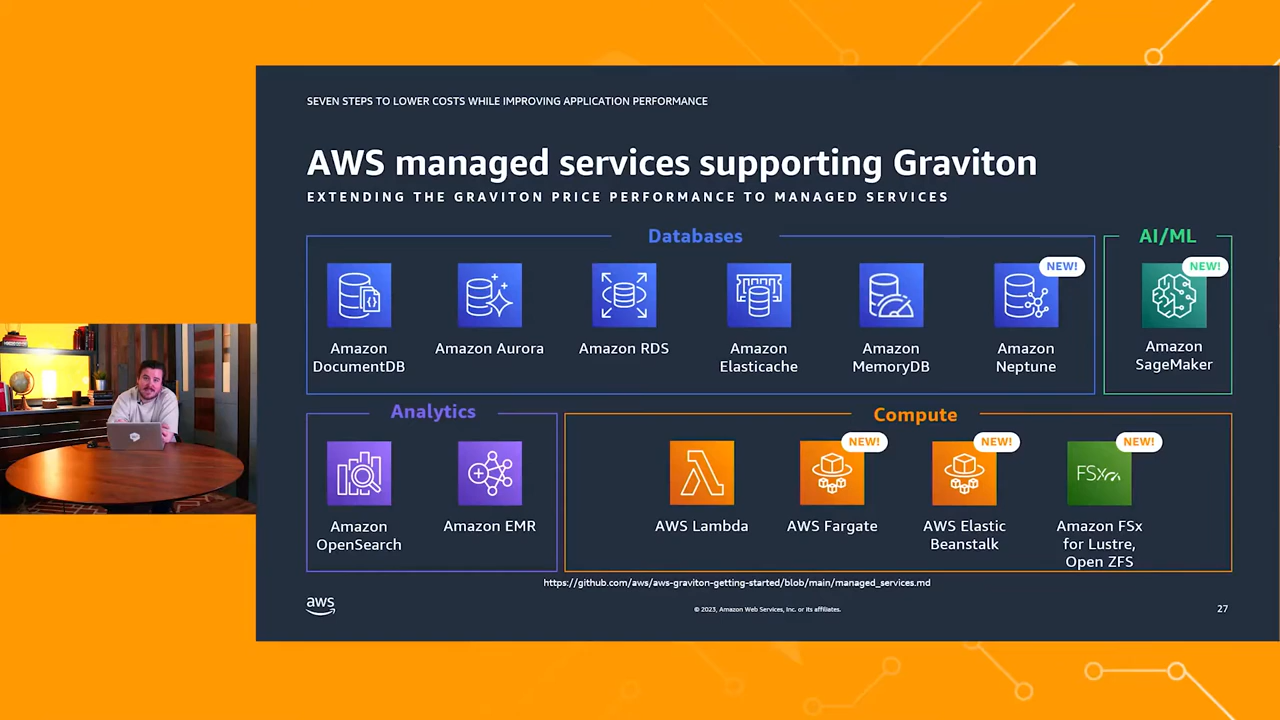 SEVEN STEPS TO LOWER COSTS WHILE IMPROVING APPLICATION PERFORMANCE
AWS managed services supporting Graviton
EXTENDING THE GRAVITON PRICE PERFORMANCE TO MANAGED SERVICES
Databases
Amazon
DocumentDB
Amazon Aurora
Amazon RDS
Amazon
Elasticache
Amazon
MemoryDB
NEW!
Amazon
Neptune
AI/ML
NEW!
Amazon
SageMaker
Analytics
Amazon
OpenSearch
Amazon EMR
Compute
AWS Lambda
NEW!
AWS Fargate
NEW!
AWS Elastic
Beanstalk
NEW!
FSx
Amazon FSx
for Lustre,
Open ZFS
https://github.com/aws/aws-graviton-getting-started/blob/main/managed_services.md
aws
© 2023, Amazon Web Services, Inc. or its affiliates.
27